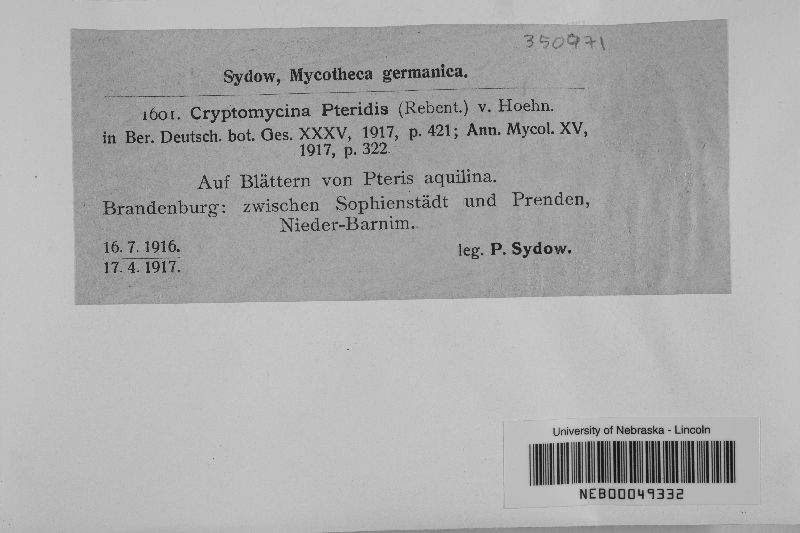 350971
Sydow, Mycotheca germanica.
1601. Cryptomycina Pteridis (Rebent.) v. Hoehn.
in Ber. Deutsch. bot. Ges. XXXV, 1917, p. 421; Ann. Mycol. XV,
1917, p. 322.
Auf Blättern von Pteris aquilina.
Brandenburg: zwischen Sophienstädt und Prenden,
Nieder-Barnim.
16. 7. 1916.
17. 4. 1917.
leg. P. Sydow.
University of Nebraska - Lincoln
NEB00049332